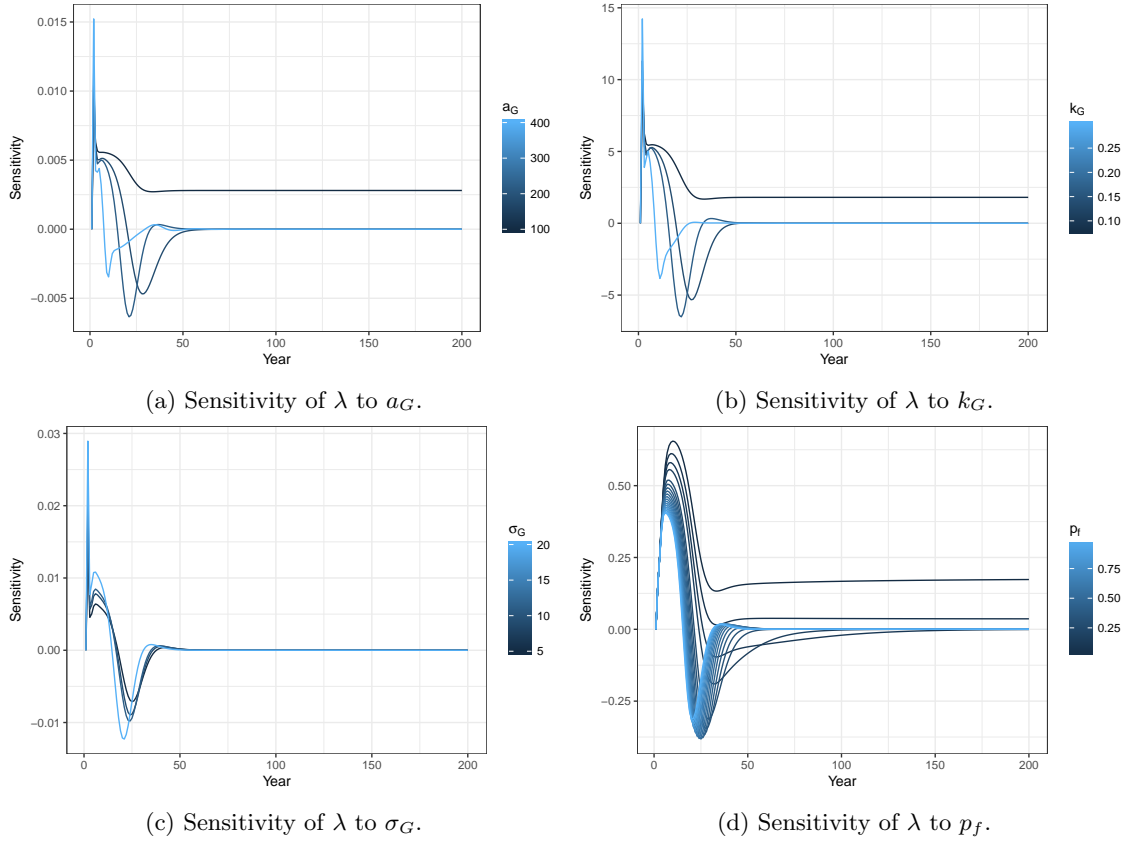 0.015
0.010
0.005
0.000
−0.005
Sensitivity
0 50 100 150 200
Year
a_G
400
300
200
100
(a) Sensitivity of λ to a_G.
15
10
5
0
−5
Sensitivity
0 50 100 150 200
Year
k_G
0.25
0.20
0.15
0.10
(b) Sensitivity of λ to k_G.
0.03
0.02
0.01
0.00
−0.01
Sensitivity
0 50 100 150 200
Year
σ_G
20
15
10
5
(c) Sensitivity of λ to σ_G.
0.50
0.25
0.00
−0.25
Sensitivity
0 50 100 150 200
Year
p_f
0.75
0.50
0.25
(d) Sensitivity of λ to p_f.